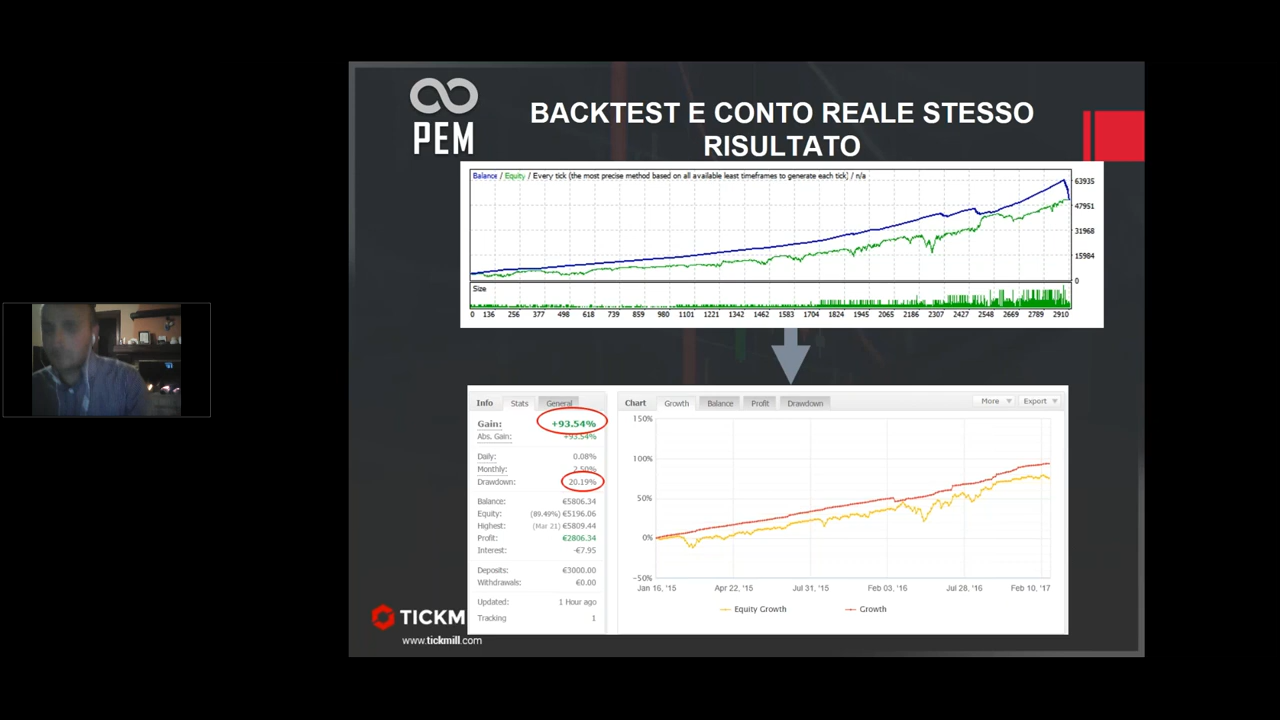 PEM
BACKTEST E CONTO REALE STESSO
RISULTATO
Balance / Equity / Every tick (the most precise method based on all available least timeframes to generate each tick) / n/a
63935
47951
31968
15984
0
Size
0 136 256 377 498 618 739 859 980 1101 1221 1342 1462 1583 1704 1824 1945 2065 2186 2307 2427 2548 2669 2789 2910
Info Stats General
Gain: +93.54%
Abs. Gain: +93.54%
Daily: 0.08%
Monthly: 2.50%
Drawdown: 20.19%
Balance: €5806.34
Equity: (89.49%) €5196.06
Highest: (Mar 21) €5809.44
Profit: €2806.34
Interest: -€7.95
Deposits: €3000.00
Withdrawals: €0.00
Updated: 1 Hour ago
Tracking 1
Chart Growth Balance Profit Drawdown More Export
150%
100%
50%
0%
-50%
Jan 16, '15 Apr 22, '15 Jul 31, '15 Feb 03, '16 Jul 28, '16 Feb 10, '17
Equity Growth Growth
TICKM
www.tickmill.com